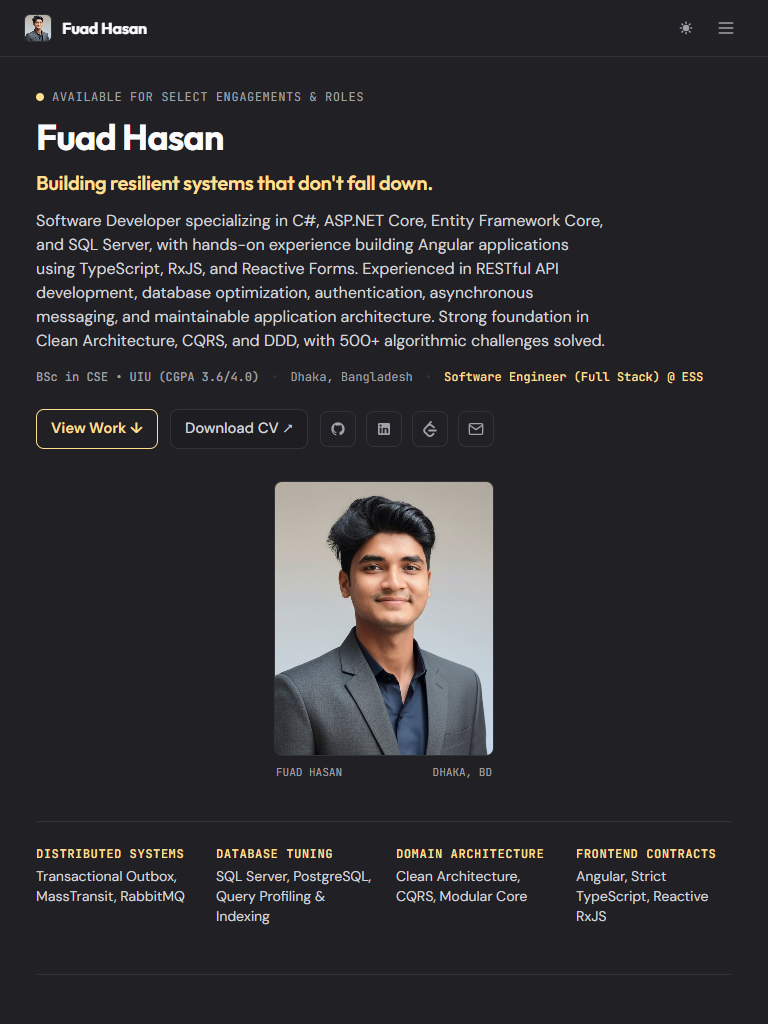 Fuad Hasan
AVAILABLE FOR SELECT ENGAGEMENTS & ROLES
Fuad Hasan
Building resilient systems that don't fall down.
Software Developer specializing in C#, ASP.NET Core, Entity Framework Core,
and SQL Server, with hands-on experience building Angular applications
using TypeScript, RxJS, and Reactive Forms. Experienced in RESTful API
development, database optimization, authentication, asynchronous
messaging, and maintainable application architecture. Strong foundation in
Clean Architecture, CQRS, and DDD, with 500+ algorithmic challenges solved.
BSc in CSE • UIU (CGPA 3.6/4.0) · Dhaka, Bangladesh · Software Engineer (Full Stack) @ ESS
View Work ↓ Download CV ↗
FUAD HASAN DHAKA, BD
DISTRIBUTED SYSTEMS
Transactional Outbox,
MassTransit, RabbitMQ
DATABASE TUNING
SQL Server, PostgreSQL,
Query Profiling &
Indexing
DOMAIN ARCHITECTURE
Clean Architecture,
CQRS, Modular Core
FRONTEND CONTRACTS
Angular, Strict
TypeScript, Reactive
RxJS